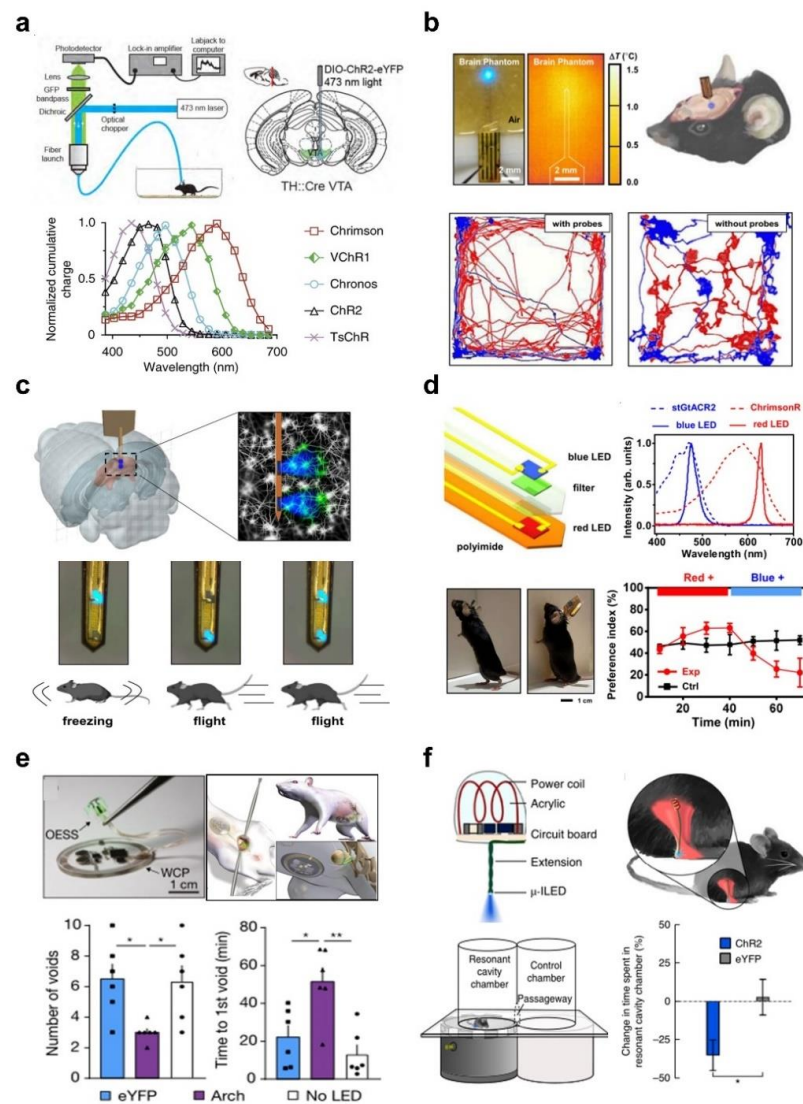 a
Photodetector
Lock-in amplifier
Labjack to
computer
Lens
GFP
bandpass
Dichroic
473 nm laser
Optical
chopper
Fiber
launch
DIO-ChR2-eYFP
473 nm light
VTA
TH::Cre VTA
Normalized cumulative
charge
1.0
0.5
0
400
500
600
700
Wavelength (nm)
Chrimson
VChR1
Chronos
ChR2
TsChR
b
Brain Phantom
Air
2 mm
Brain Phantom
2 mm
ΔT (°C)
1.5
1.0
0.5
0.0
with probes
without probes
c
freezing
flight
flight
d
blue LED
filter
red LED
polyimide
stGtACR2
ChrimsonR
blue LED
red LED
Intensity (arb. units)
1
0
400
500
600
700
Wavelength (nm)
1 cm
Red +
Blue +
Preference index (%)
100
80
60
40
20
0
Exp
Ctrl
20
40
60
Time (min)
e
OESS
WCP
1 cm
Number of voids
10
8
6
4
2
0
* *
Time to 1st void (min)
80
60
40
20
0
* **
eYFP
Arch
No LED
f
Power coil
Acrylic
Circuit board
Extension
μ-ILED
Resonant
cavity
chamber
Control
chamber
Passageway
Change in time spent in
resonant cavity chamber (%)
50
25
0
−25
−50
ChR2
eYFP
*